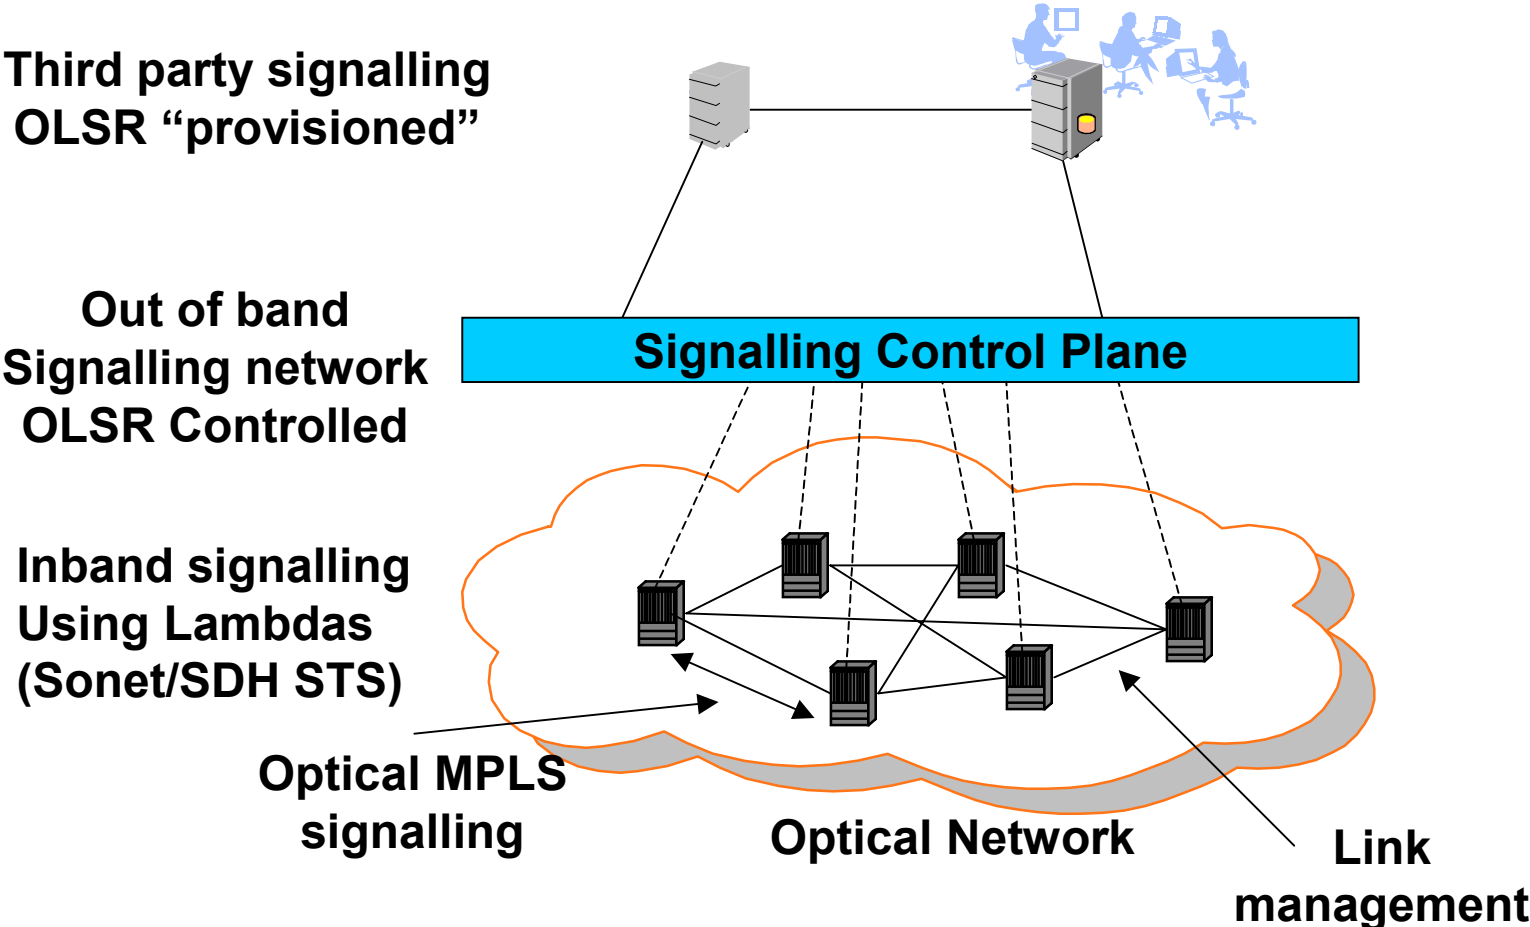 Third party signalling
OLSR “provisioned”
Out of band
Signalling network
OLSR Controlled
Signalling Control Plane
Inband signalling
Using Lambdas
(Sonet/SDH STS)
Optical MPLS
signalling
Optical Network
Link
management